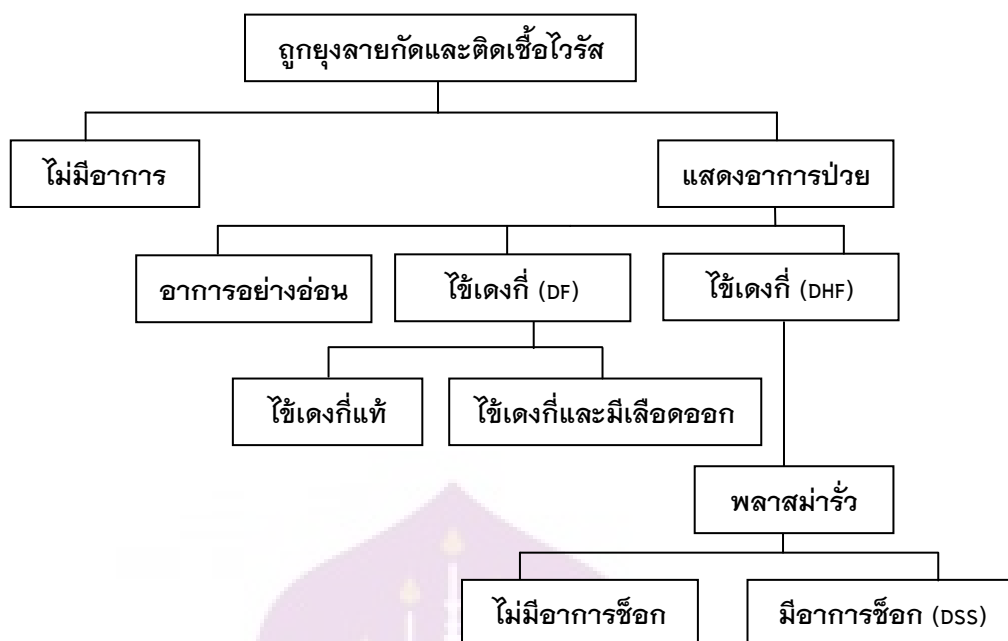 ถูกยุงลายกัดและติดเชื้อไวรัส
ไม่มีอาการ
แสดงอาการป่วย
อาการอย่างอ่อน
ไข้เดงกี่ (DF)
ไข้เดงกี่ (DHF)
ไข้เดงกี่แท้
ไข้เดงกี่และมีเลือดออก
พลาสม่ารั่ว
ไม่มีอาการช็อก
มีอาการช็อก (DSS)